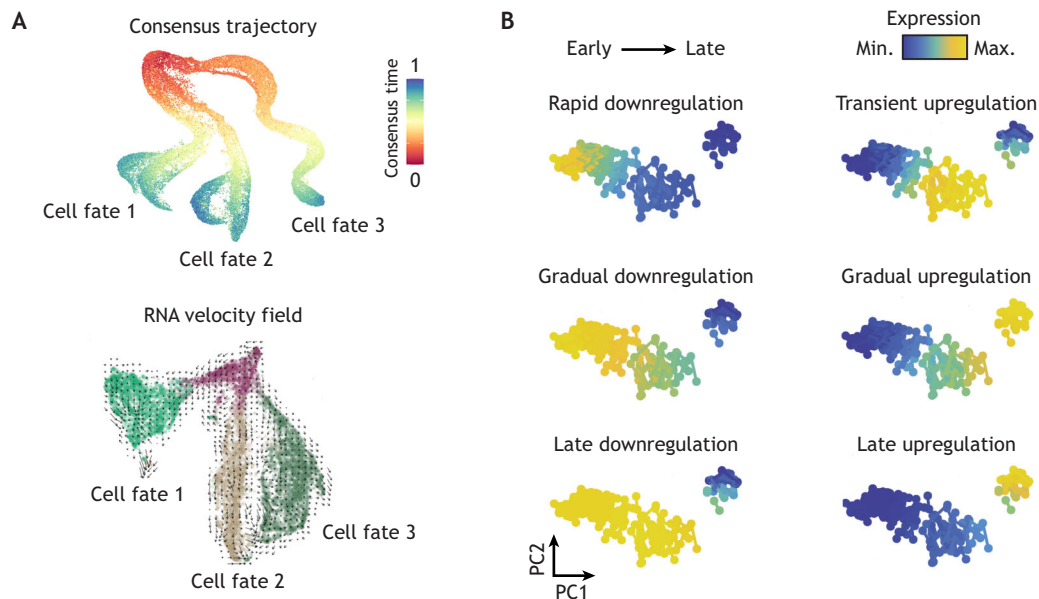 A
Consensus trajectory
1
Consensus time
0
Cell fate 1
Cell fate 2
Cell fate 3
RNA velocity field
Cell fate 1
Cell fate 2
Cell fate 3
B
Early Late
Expression
Min. Max.
Rapid downregulation
Transient upregulation
Gradual downregulation
Gradual upregulation
Late downregulation
Late upregulation
PC2
PC1